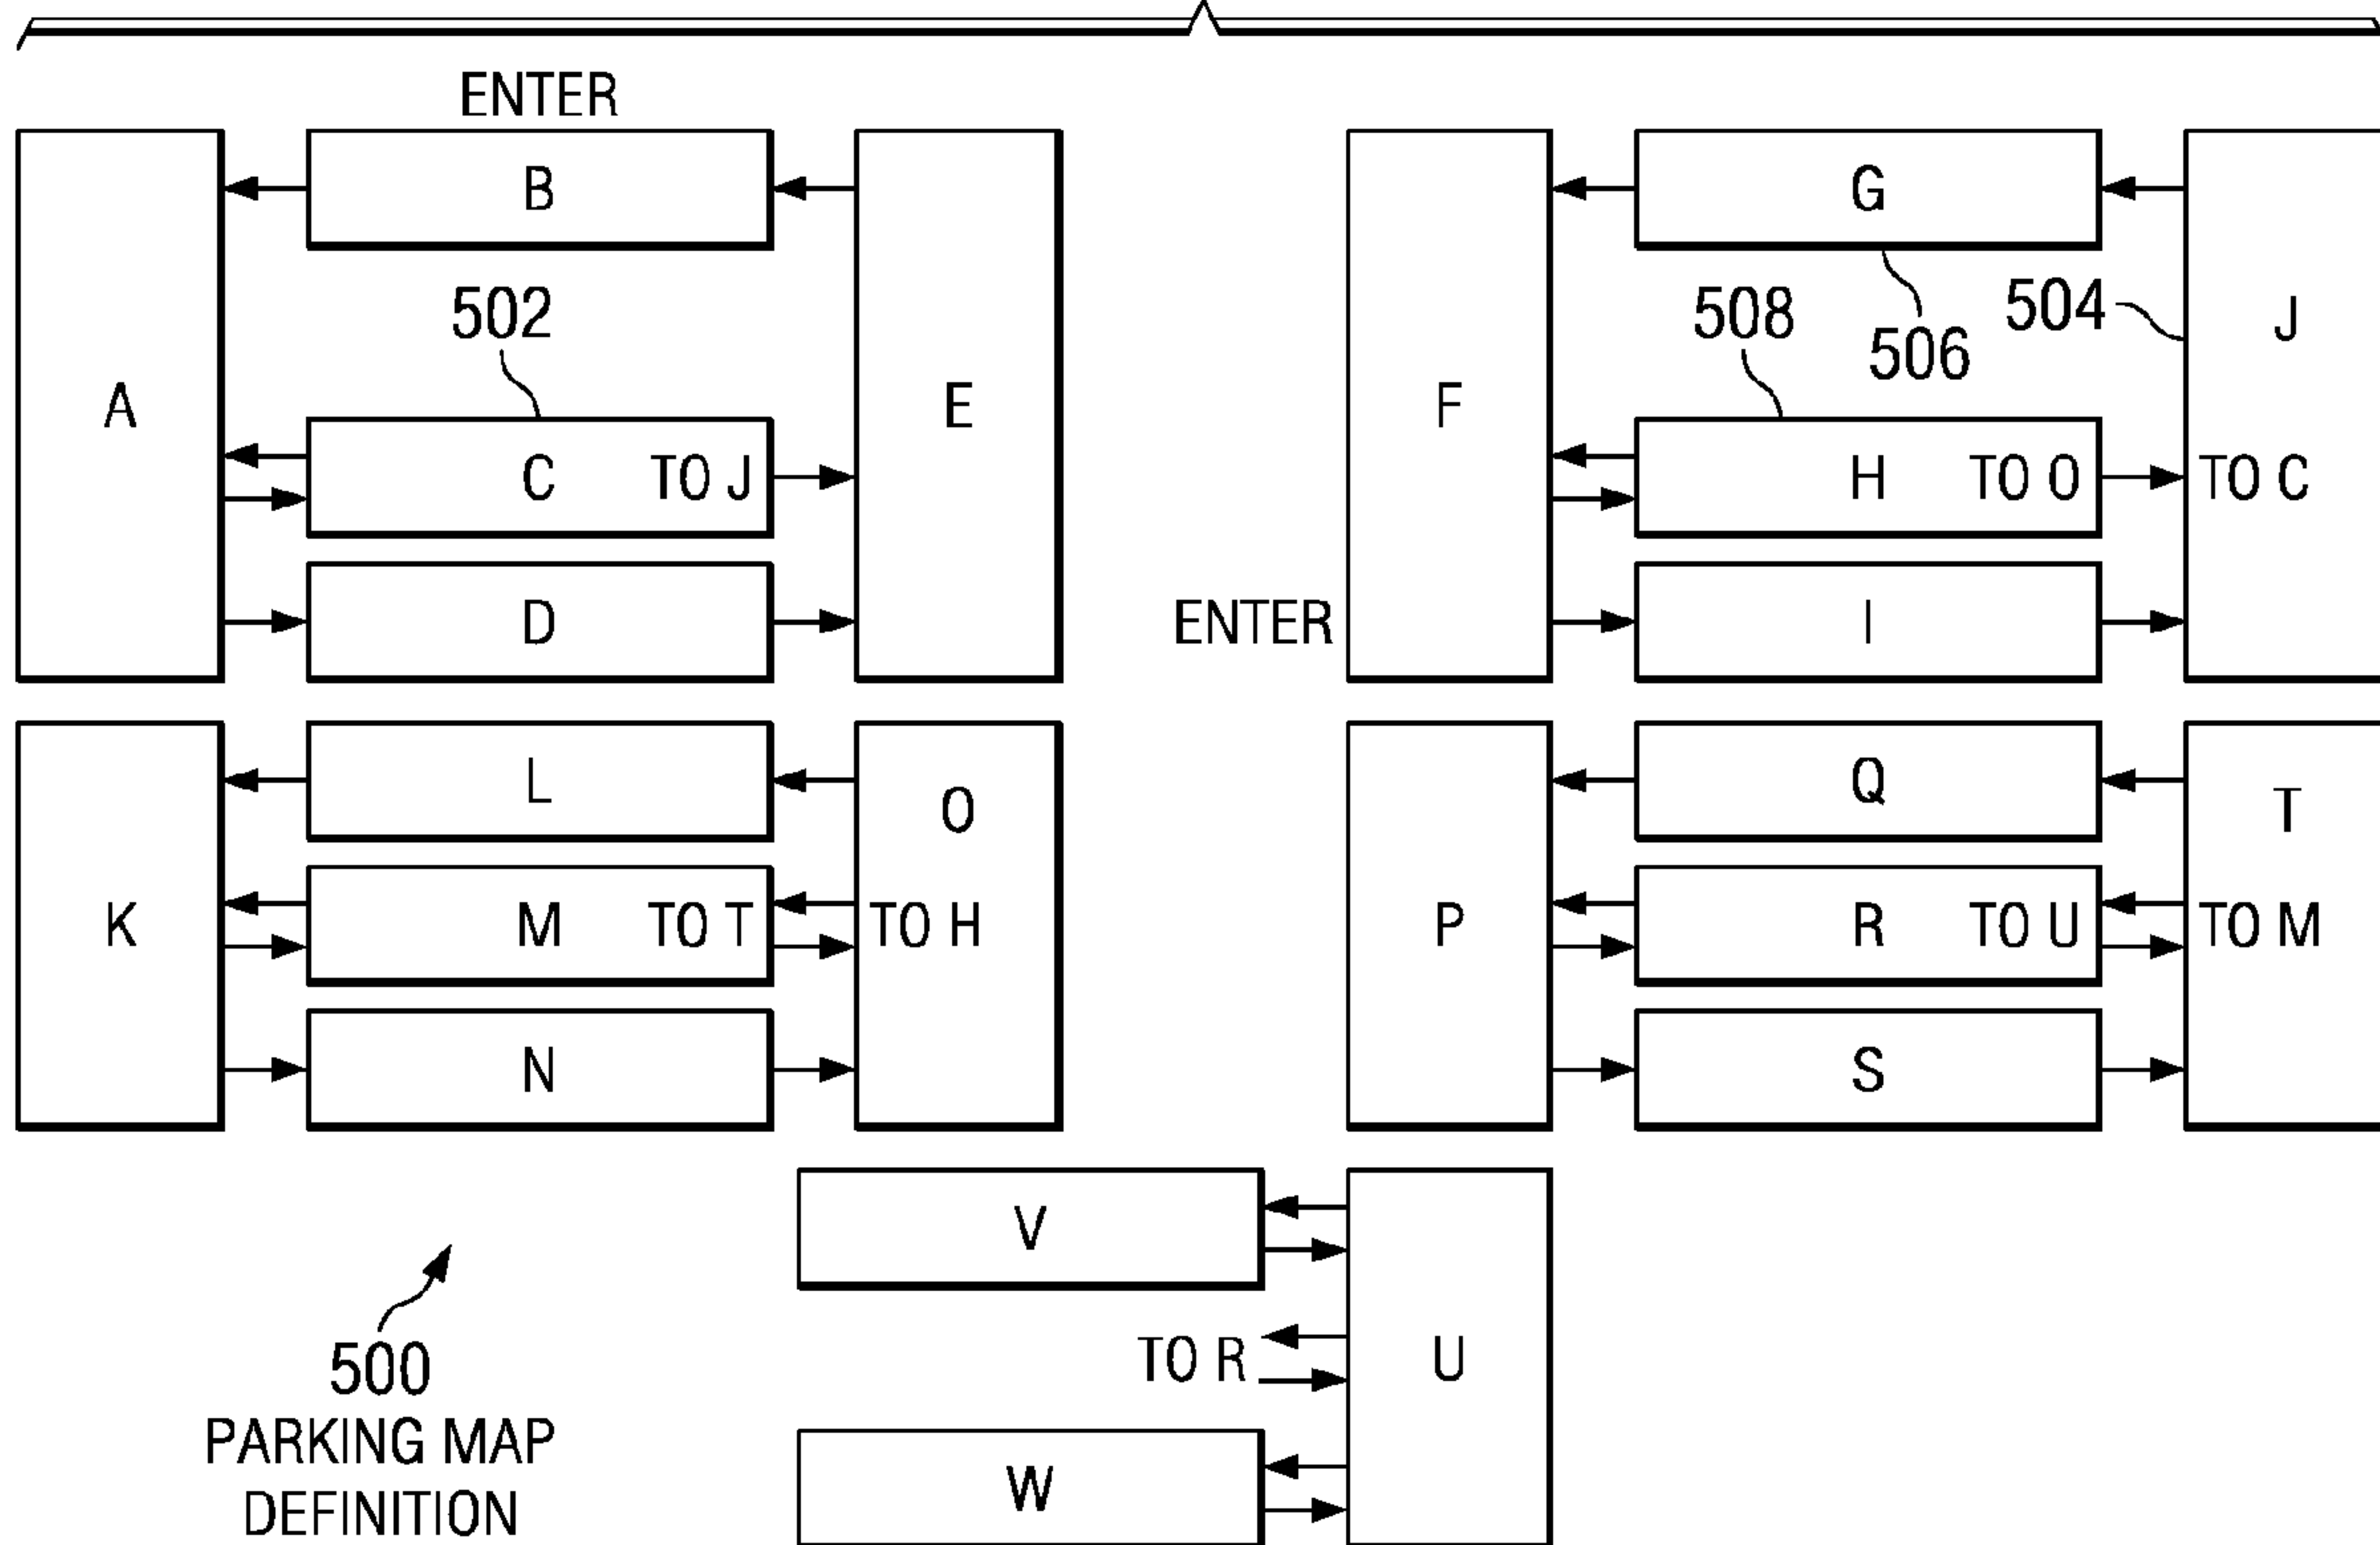 ENTER
B
G
502
508
506
504
J
A
E
F
C TO J
H TO O
TO C
D
ENTER
I
L
O
Q
T
K
M TO T
TO H
P
R TO U
TO M
N
S
V
TO R
U
500
PARKING MAP
DEFINITION
W